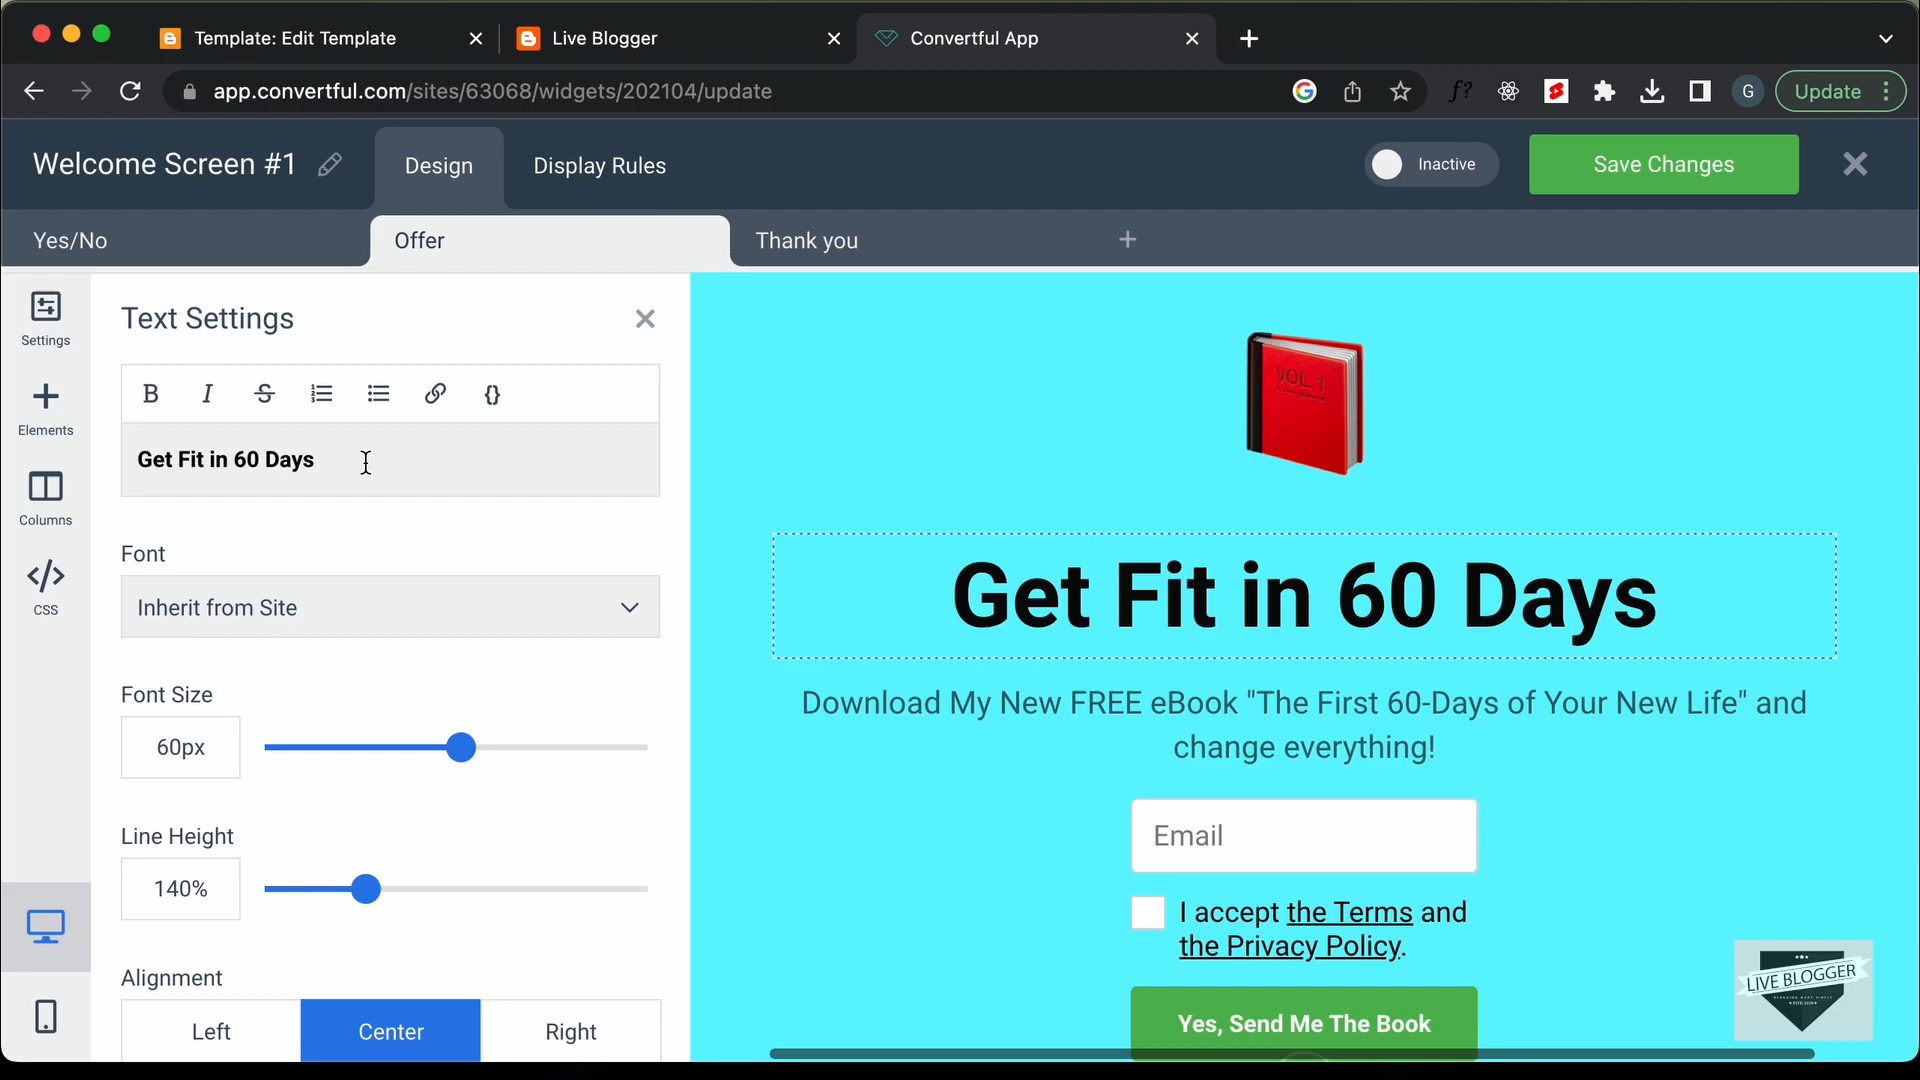 Template: Edit Template
Live Blogger
Convertful App
app.convertful.com/sites/63068/widgets/202104/update
f?
G
Update
Welcome Screen #1
Design
Display Rules
Inactive
Save Changes
Yes/No
Offer
Thank you
Settings
Elements
Columns
CSS
Text Settings
B I S {}
Get Fit in 60 Days
Font
Inherit from Site
Font Size
60px
Line Height
140%
Alignment
Left
Center
Right
VOL. 1
Get Fit in 60 Days
Download My New FREE eBook "The First 60-Days of Your New Life" and
change everything!
Email
I accept the Terms and
the Privacy Policy.
Yes, Send Me The Book
LIVE BLOGGER